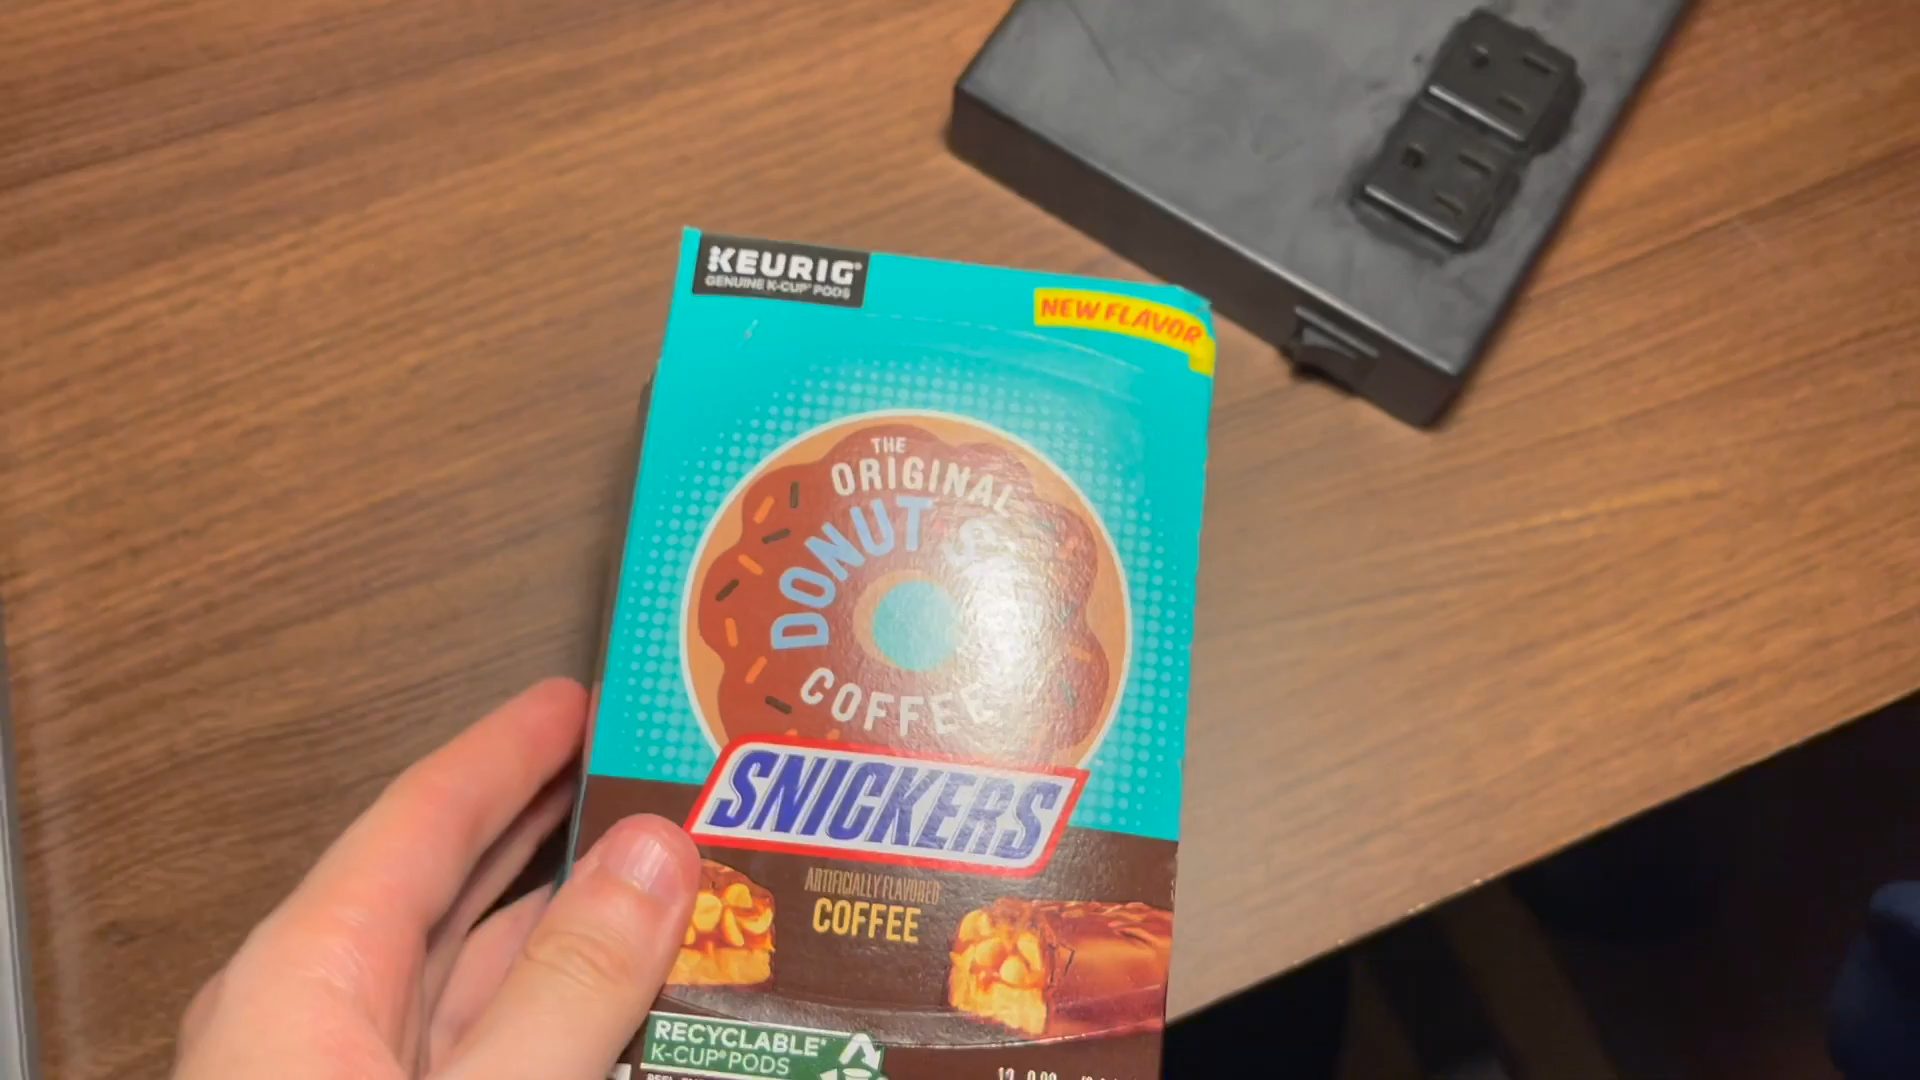 KEURIG®
GENUINE K-CUP® PODS
NEW FLAVOR
THE
ORIGINAL
DONUT
COFFEE
SNICKERS
ARTIFICIALLY FLAVORED
COFFEE
RECYCLABLE*
K-CUP® PODS